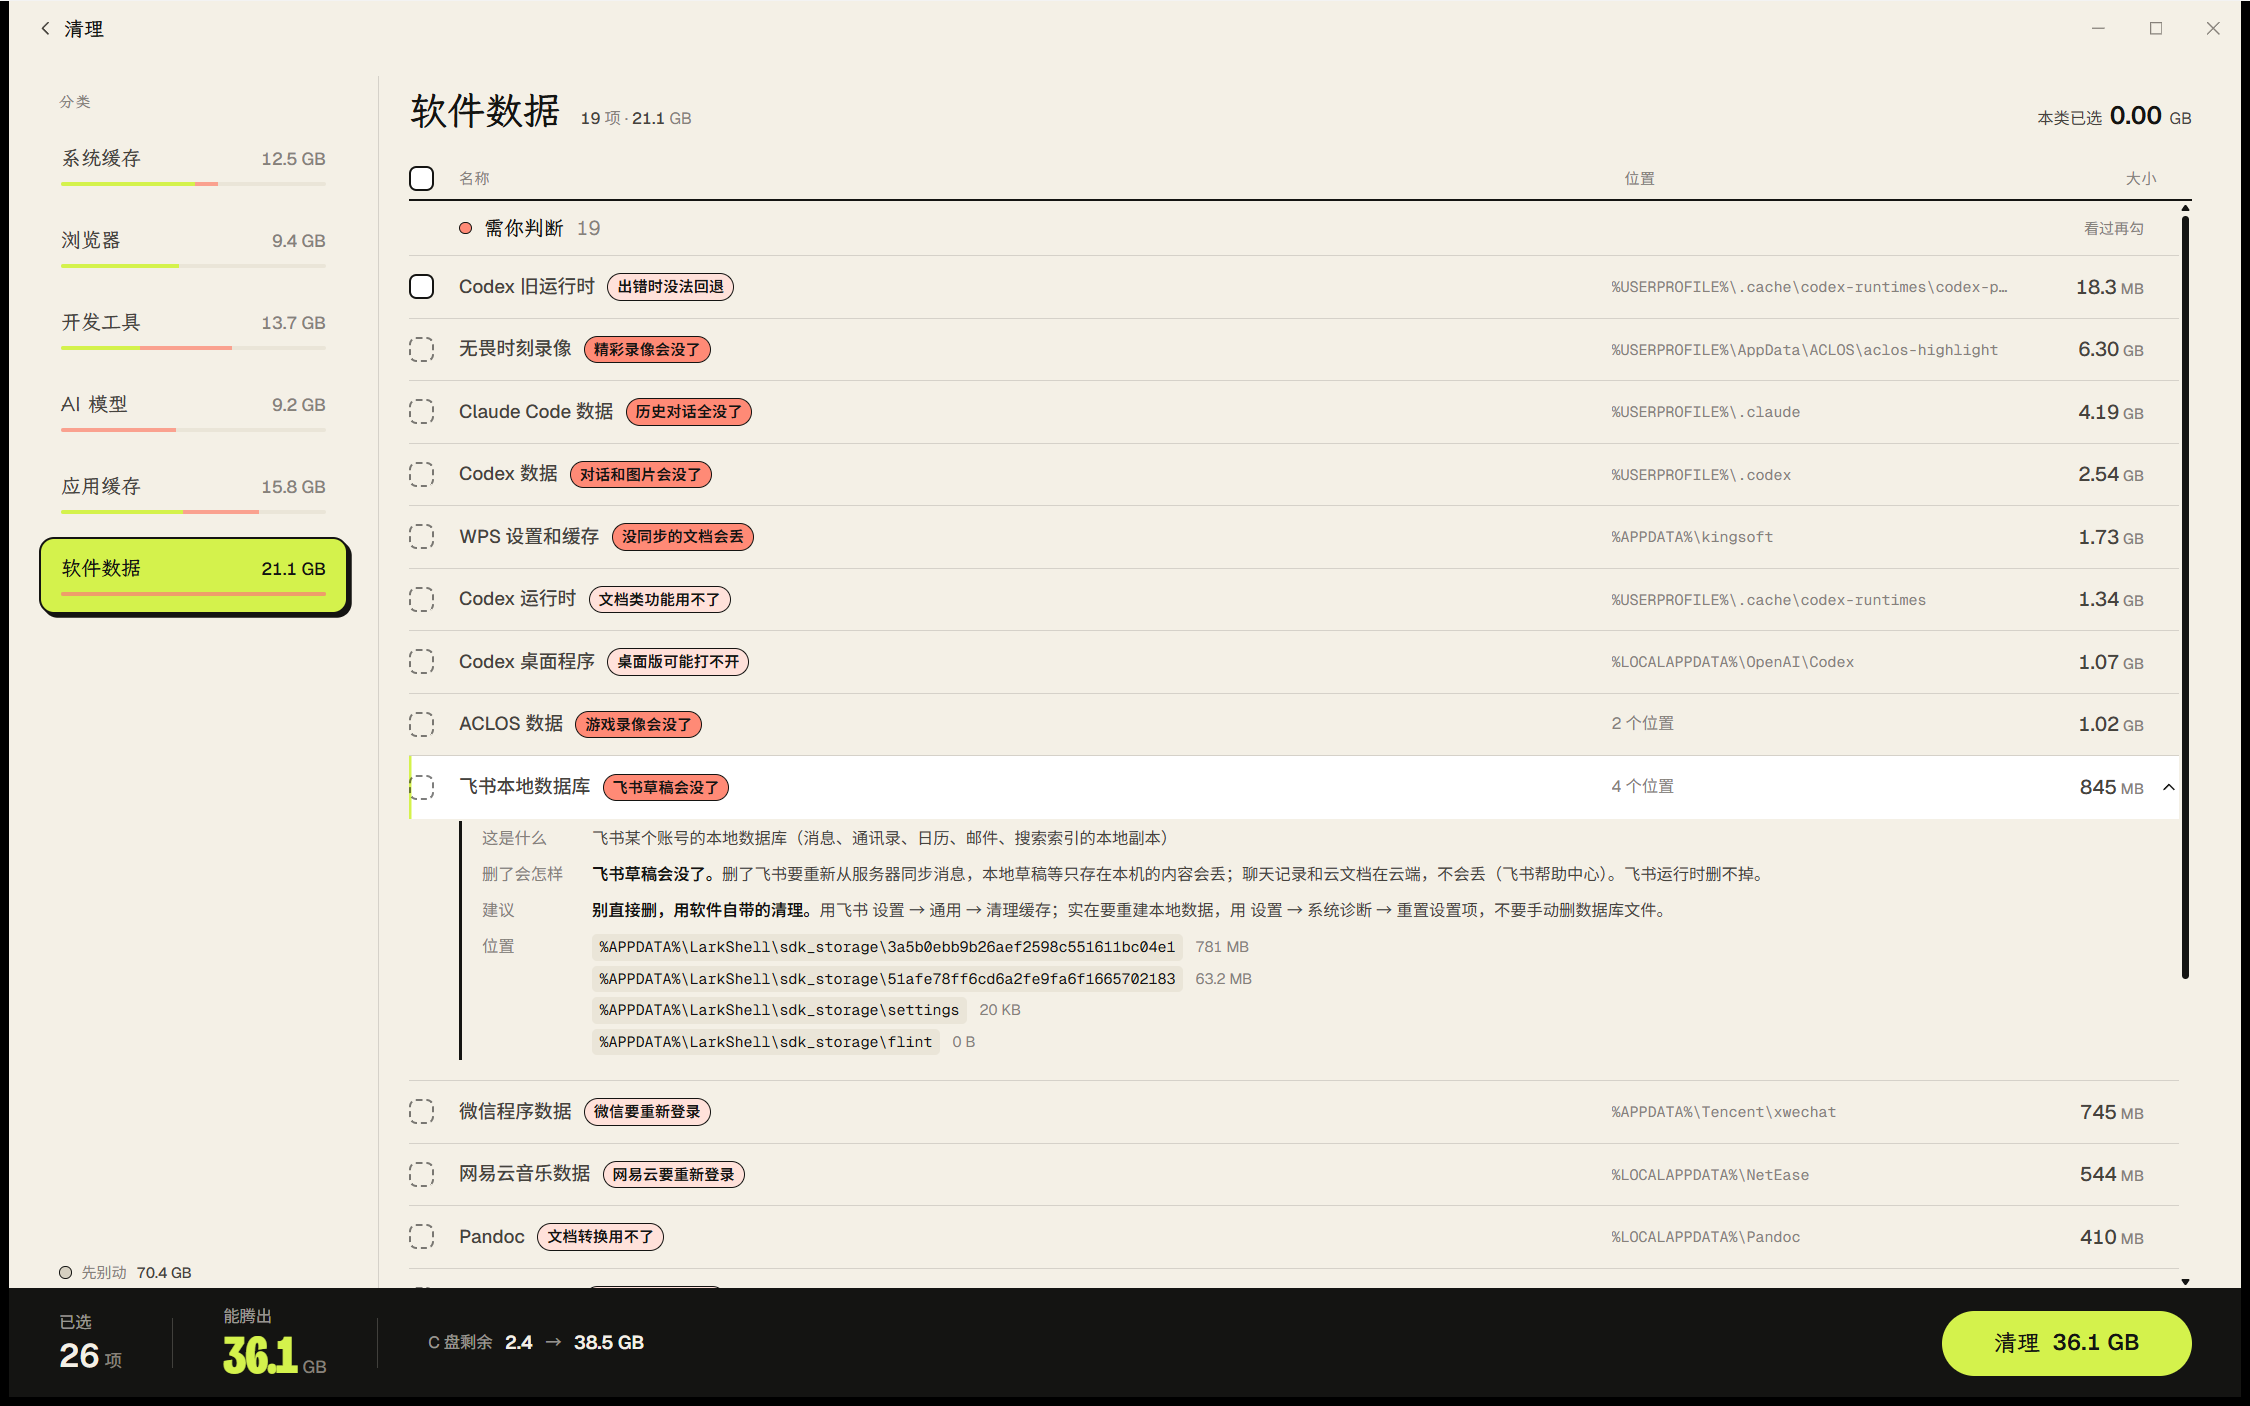 清理
分类
系统缓存 12.5 GB
浏览器 9.4 GB
开发工具 13.7 GB
AI 模型 9.2 GB
应用缓存 15.8 GB
软件数据 21.1 GB
先别动 70.4 GB
软件数据 19 项 · 21.1 GB
本类已选 0.00 GB
名称 位置 大小
需你判断 19 看过再勾
Codex 旧运行时 出错时没法回退 %USERPROFILE%\.cache\codex-runtimes\codex-p… 18.3 MB
无畏时刻录像 精彩录像会没了 %USERPROFILE%\AppData\ACLOS\aclos-highlight 6.30 GB
Claude Code 数据 历史对话全没了 %USERPROFILE%\.claude 4.19 GB
Codex 数据 对话和图片会没了 %USERPROFILE%\.codex 2.54 GB
WPS 设置和缓存 没同步的文档会丢 %APPDATA%\kingsoft 1.73 GB
Codex 运行时 文档类功能用不了 %USERPROFILE%\.cache\codex-runtimes 1.34 GB
Codex 桌面程序 桌面版可能打不开 %LOCALAPPDATA%\OpenAI\Codex 1.07 GB
ACLOS 数据 游戏录像会没了 2 个位置 1.02 GB
飞书本地数据库 飞书草稿会没了 4 个位置 845 MB
这是什么 飞书某个账号的本地数据库（消息、通讯录、日历、邮件、搜索索引的本地副本）
删了会怎样 飞书草稿会没了。删了飞书要重新从服务器同步消息，本地草稿等只存在本机的内容会丢；聊天记录和云文档在云端，不会丢（飞书帮助中心）。飞书运行时删不掉。
建议 别直接删，用软件自带的清理。用飞书 设置 → 通用 → 清理缓存；实在要重建本地数据，用 设置 → 系统诊断 → 重置设置项，不要手动删数据库文件。
位置 %APPDATA%\LarkShell\sdk_storage\3a5b0ebb9b26aef2598c551611bc04e1 781 MB
%APPDATA%\LarkShell\sdk_storage\51afe78ff6cd6a2fe9fa6f1665702183 63.2 MB
%APPDATA%\LarkShell\sdk_storage\settings 20 KB
%APPDATA%\LarkShell\sdk_storage\flint 0 B
微信程序数据 微信要重新登录 %APPDATA%\Tencent\xwechat 745 MB
网易云音乐数据 网易云要重新登录 %LOCALAPPDATA%\NetEase 544 MB
Pandoc 文档转换用不了 %LOCALAPPDATA%\Pandoc 410 MB
已选
26 项
能腾出
36.1 GB
C 盘剩余 2.4 → 38.5 GB
清理 36.1 GB